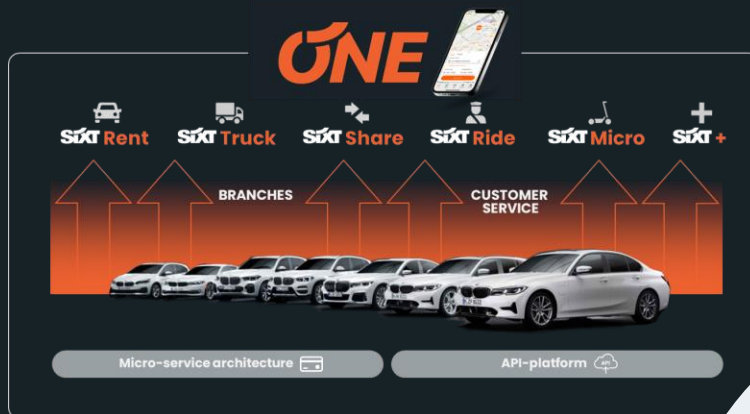 ONE
SIXT Rent
SIXT Truck
SIXT Share
SIXT Ride
SIXT Micro
SIXT +
BRANCHES
CUSTOMER
SERVICE
Micro-service architecture
API-platform
API